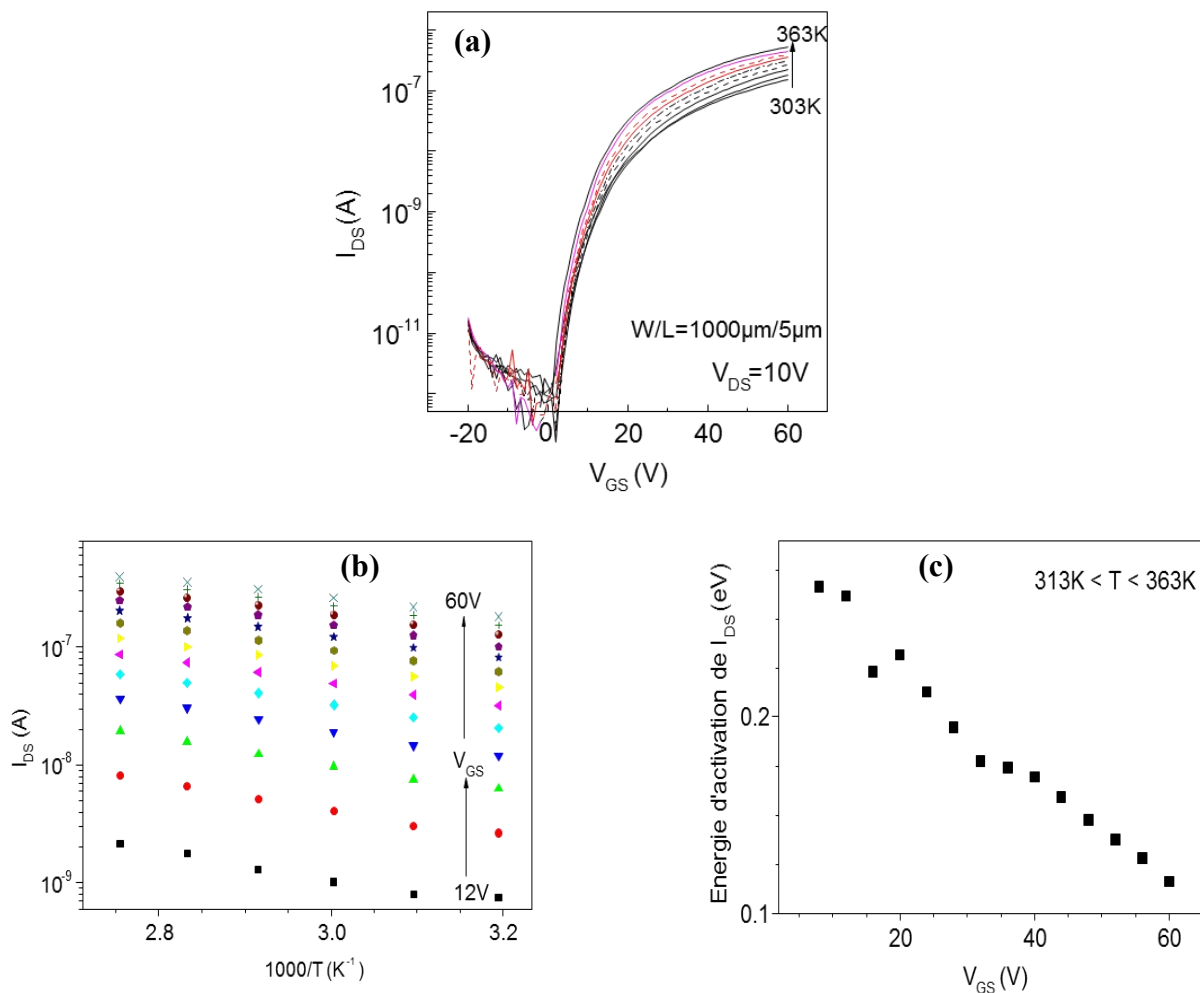 (a)
363K
303K
10⁻⁷
10⁻⁹
10⁻¹¹
I_DS (A)
W/L=1000µm/5µm
V_DS=10V
-20 0 20 40 60
V_GS (V)
(b)
60V
V_GS
12V
10⁻⁷
10⁻⁸
10⁻⁹
I_DS (A)
2.8 3.0 3.2
1000/T (K⁻¹)
(c)
313K < T < 363K
Energie d'activation de I_DS (eV)
0.2
0.1
20 40 60
V_GS (V)